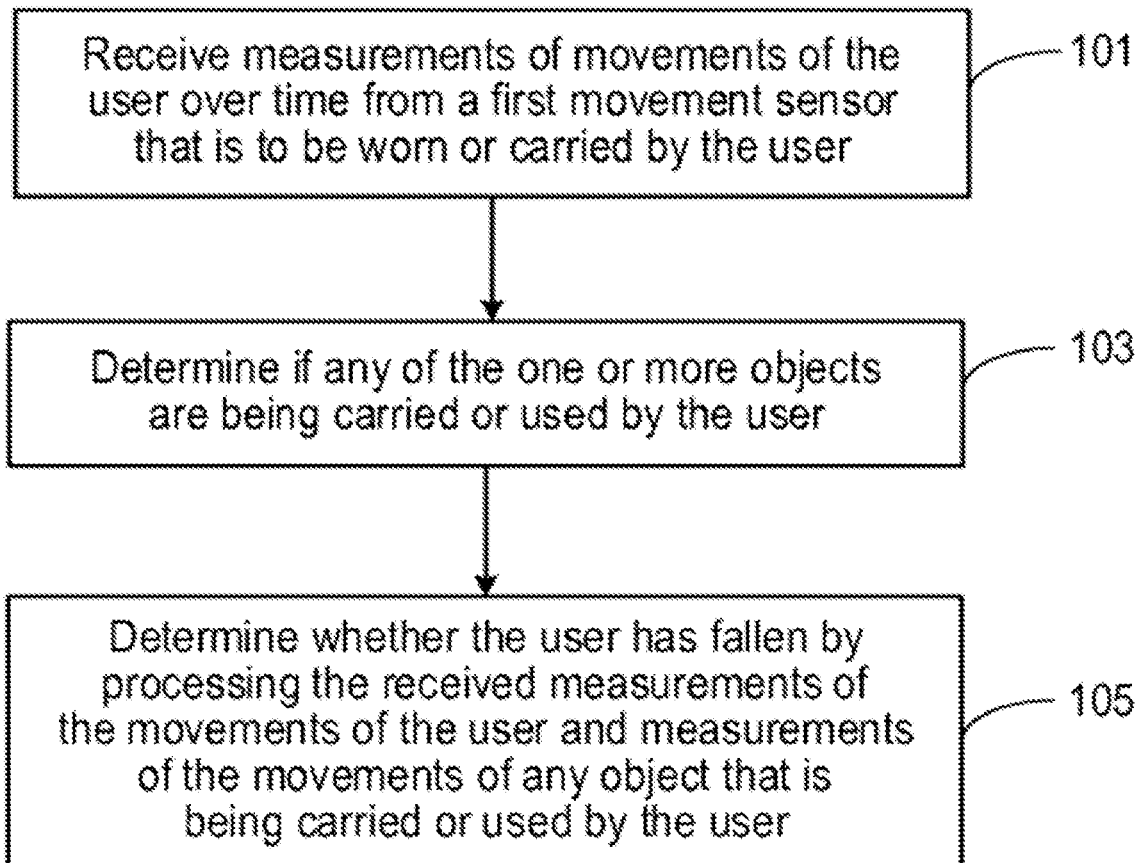 Receive measurements of movements of the
user over time from a first movement sensor
that is to be worn or carried by the user
101
Determine if any of the one or more objects
are being carried or used by the user
103
Determine whether the user has fallen by
processing the received measurements of
the movements of the user and measurements
of the movements of any object that is
being carried or used by the user
105